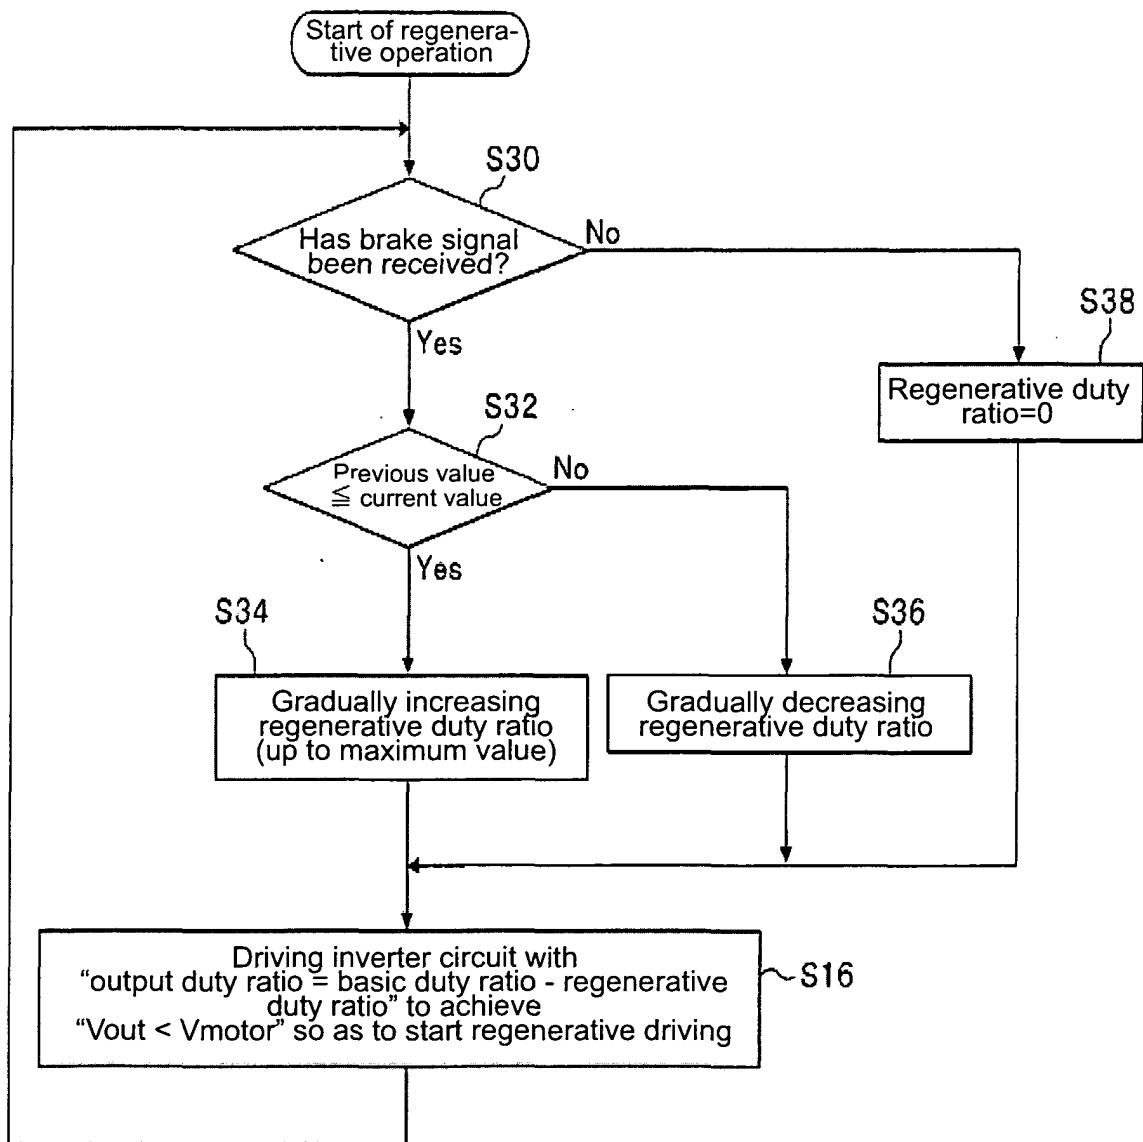 Start of regenera-
tive operation
S30
Has brake signal
been received?
No
Yes
S38
Regenerative duty
ratio=0
S32
Previous value
≦ current value
No
Yes
S34
Gradually increasing
regenerative duty ratio
(up to maximum value)
S36
Gradually decreasing
regenerative duty ratio
Driving inverter circuit with
“output duty ratio = basic duty ratio - regenerative
duty ratio” to achieve
“Vout < Vmotor” so as to start regenerative driving
S16